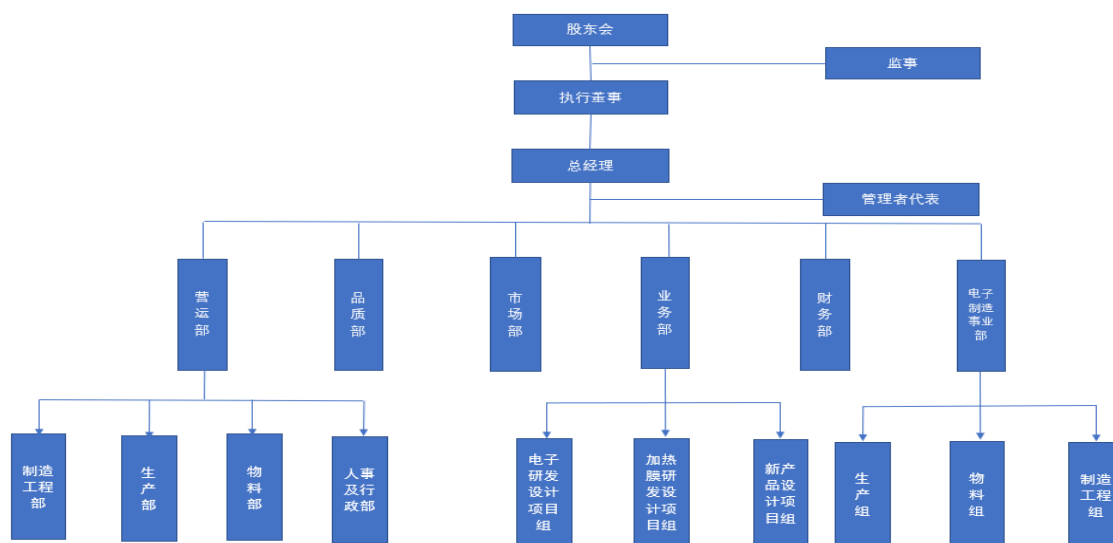 股东会
监事
执行董事
总经理
管理者代表
营
运
部
品
质
部
市
场
部
业
务
部
财
务
部
电子
制造
事业
部
制造
工程
部
生
产
部
物
料
部
人事
及行
政部
电子
研发
设计
项目
组
加热
膜研
发设
计项
目组
新产
品设
计项
目组
生
产
组
物
料
组
制造
工程
组